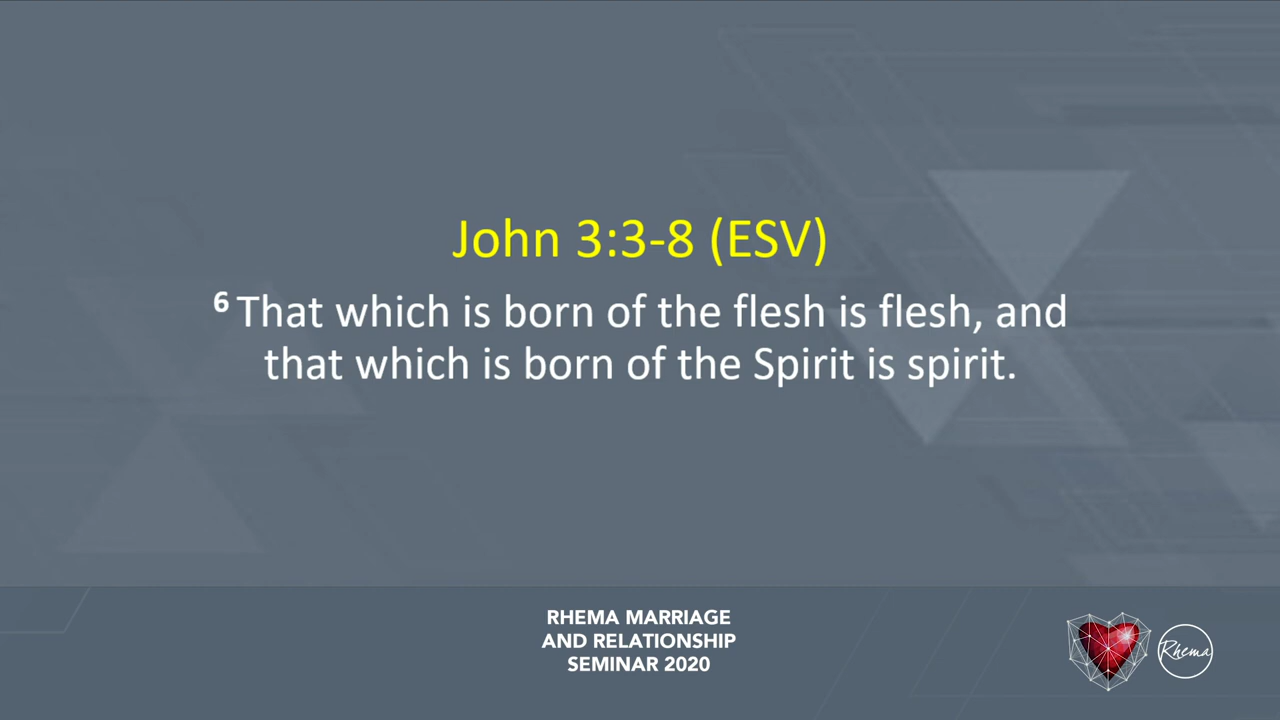 John 3:3-8 (ESV)
6 That which is born of the flesh is flesh, and
that which is born of the Spirit is spirit.
RHEMA MARRIAGE
AND RELATIONSHIP
SEMINAR 2020
Rhema